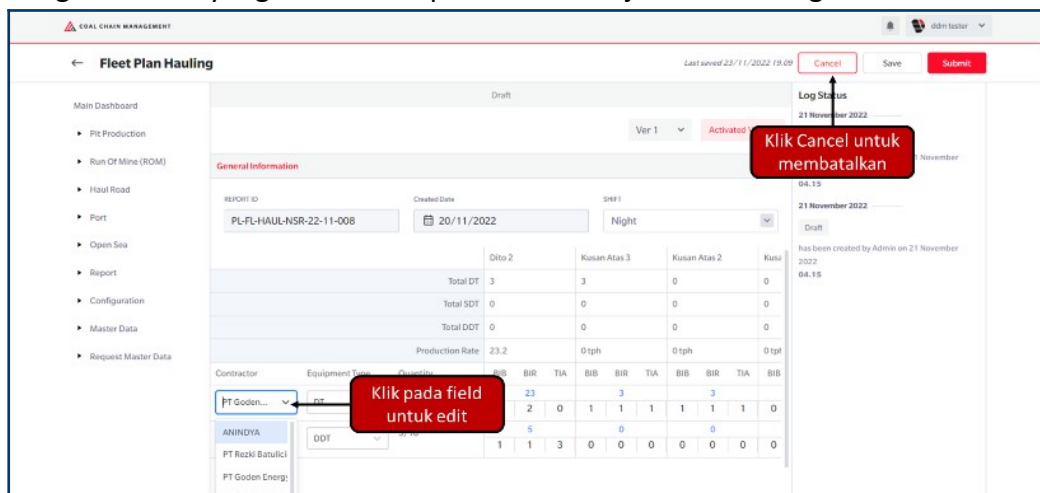 COAL CHAIN MANAGEMENT
ddm tester
← Fleet Plan Hauling
Last saved 23/11/2022 19.09
Cancel
Save
Submit
Main Dashboard
Pit Production
Run Of Mine (ROM)
Haul Road
Port
Open Sea
Report
Configuration
Master Data
Request Master Data
Draft
Ver 1
Activated
General Information
REPORT ID
Created Date
SHIFT
PL-FL-HAUL-NSR-22-11-008
20/11/2022
Night
Dito 2 Kusan Atas 3 Kusan Atas 2 Kusa
Total DT 3 3 0 0
Total SDT 0 0 0 0
Total DDT 0 0 0 0
Production Rate 23.2 0 tph 0 tph 0 tph
Contractor Equipment Type Quantity BIB BIR TIA BIB BIR TIA BIB BIR TIA BIB
PT Goden... DT
23 3 3
2 0 1 1 1 1 1 1 0
ANINDYA
PT Rezki Batulici
PT Goden Energy
DDT
5 0 0
1 1 3 0 0 0 0 0 0 0
Klik pada field
untuk edit
Log Status
21 November 2022
Klik Cancel untuk
membatalkan
November
04.15
21 November 2022
Draft
has been created by Admin on 21 November
2022
04.15